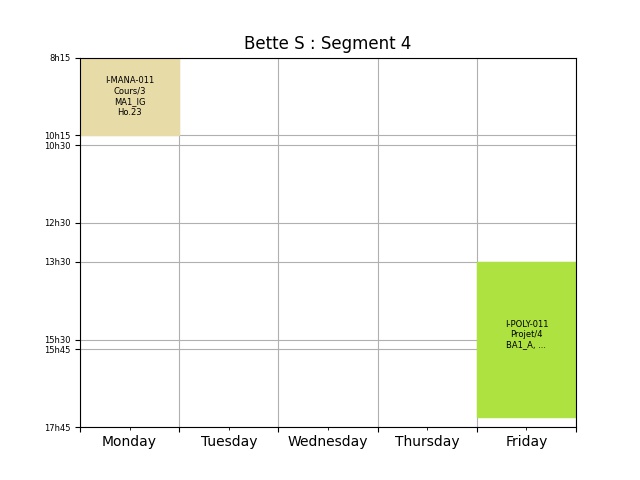 Bette S : Segment 4
8h15
I-MANA-011
Cours/3
MA1_IG
Ho.23
10h15
10h30
12h30
13h30
I-POLY-011
Projet/4
BA1_A, ...
15h30
15h45
17h45
Monday Tuesday Wednesday Thursday Friday